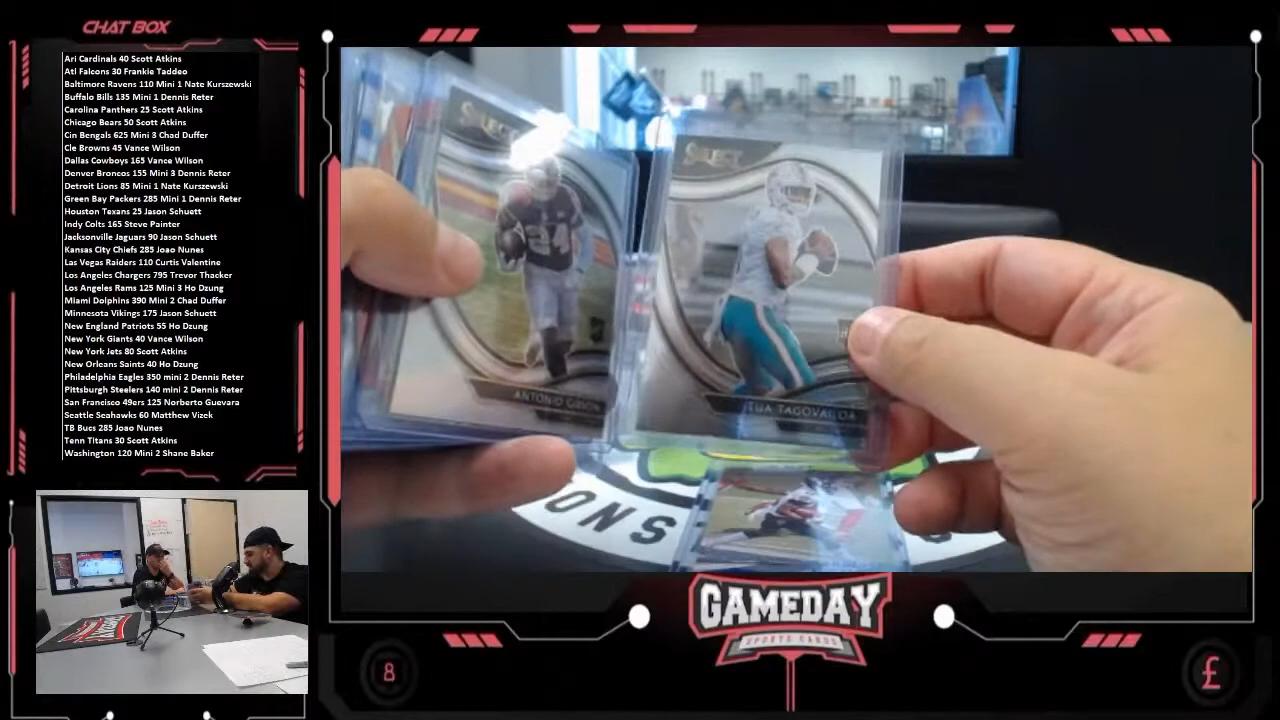 CHAT BOX
Ari Cardinals 40 Scott Atkins
Atl Falcons 30 Frankie Taddeo
Baltimore Ravens 110 Mini 1 Nate Kurszewski
Buffalo Bills 135 Mini 1 Dennis Reter
Carolina Panthers 25 Scott Atkins
Chicago Bears 50 Scott Atkins
Cin Bengals 625 Mini 3 Chad Duffer
Cle Browns 45 Vance Wilson
Dallas Cowboys 165 Vance Wilson
Denver Broncos 155 Mini 3 Dennis Reter
Detroit Lions 85 Mini 1 Nate Kurszewski
Green Bay Packers 285 Mini 1 Dennis Reter
Houston Texans 25 Jason Schuett
Indy Colts 165 Steve Painter
Jacksonville Jaguars 90 Jason Schuett
Kansas City Chiefs 285 Joao Nunes
Las Vegas Raiders 110 Curtis Valentine
Los Angeles Chargers 795 Trevor Thacker
Los Angeles Rams 125 Mini 3 Ho Dzung
Miami Dolphins 390 Mini 2 Chad Duffer
Minnesota Vikings 175 Jason Schuett
New England Patriots 55 Ho Dzung
New York Giants 40 Vance Wilson
New York Jets 80 Scott Atkins
New Orleans Saints 40 Ho Dzung
Philadelphia Eagles 350 mini 2 Dennis Reter
Pittsburgh Steelers 140 mini 2 Dennis Reter
San Francisco 49ers 125 Norberto Guevara
Seattle Seahawks 60 Matthew Vizek
TB Bucs 285 Joao Nunes
Tenn Titans 30 Scott Atkins
Washington 120 Mini 2 Shane Baker
SELECT
24
ANTONIO GIBSON
SELECT
TUA TAGOVAILOA
ONS
GAMEDAY
SPORTS CARDS
8
£